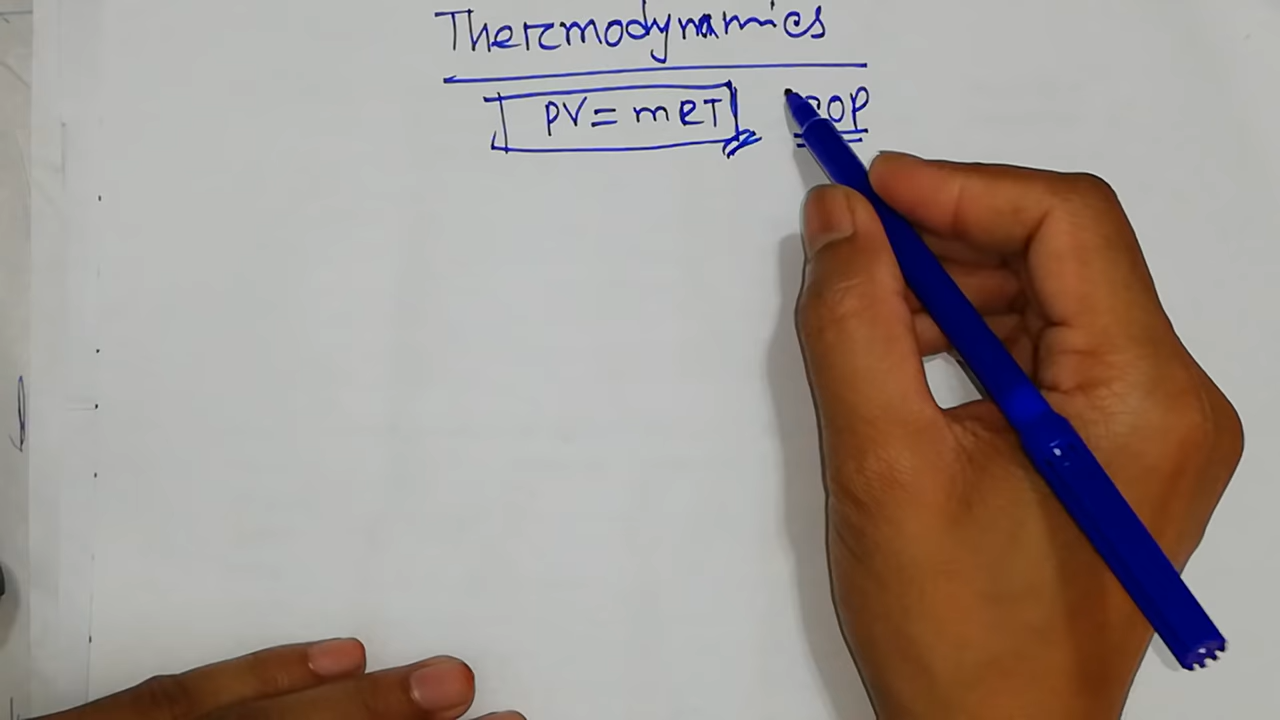 Thermodynamics
PV = mRT